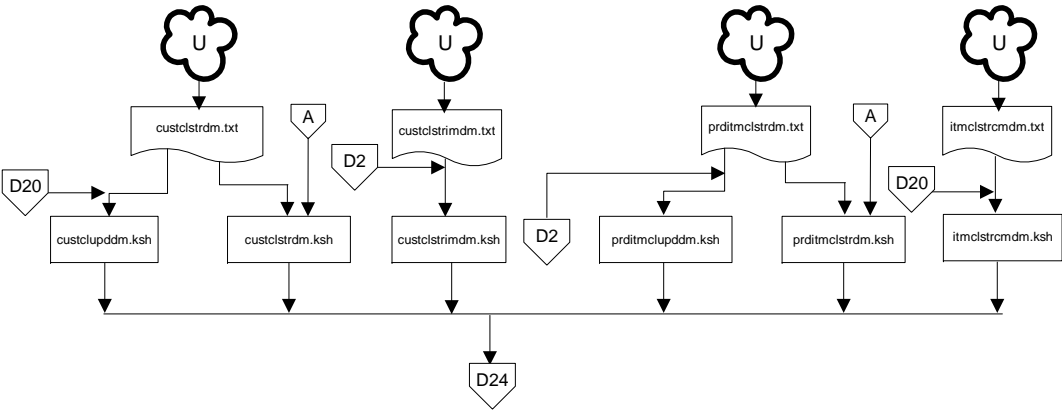 U
U
U
U
custclstrdm.txt
A
custclstrimdm.txt
prditmclstrdm.txt
A
itmclstrcmdm.txt
D20
D2
D20
D2
custclupddm.ksh
custclstrdm.ksh
custclstrimdm.ksh
prditmclupddm.ksh
prditmclstrdm.ksh
itmclstrcmdm.ksh
D24